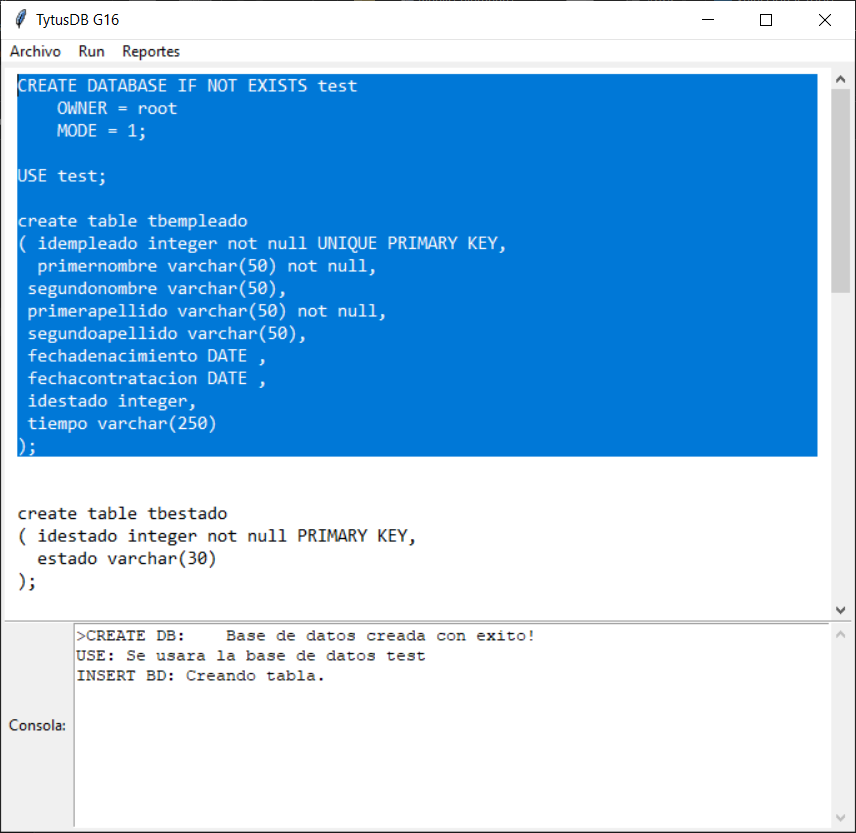 TytusDB G16
Archivo Run Reportes
CREATE DATABASE IF NOT EXISTS test
    OWNER = root
    MODE = 1;
USE test;
create table tbempleado
( idempleado integer not null UNIQUE PRIMARY KEY,
  primernombre varchar(50) not null,
 segundonombre varchar(50),
 primerapellido varchar(50) not null,
 segundoapellido varchar(50),
 fechadenacimiento DATE ,
 fechacontratacion DATE ,
 idestado integer,
 tiempo varchar(250)
);
create table tbestado
( idestado integer not null PRIMARY KEY,
  estado varchar(30)
);
>CREATE DB:    Base de datos creada con exito!
USE: Se usara la base de datos test
INSERT BD: Creando tabla.
Consola: